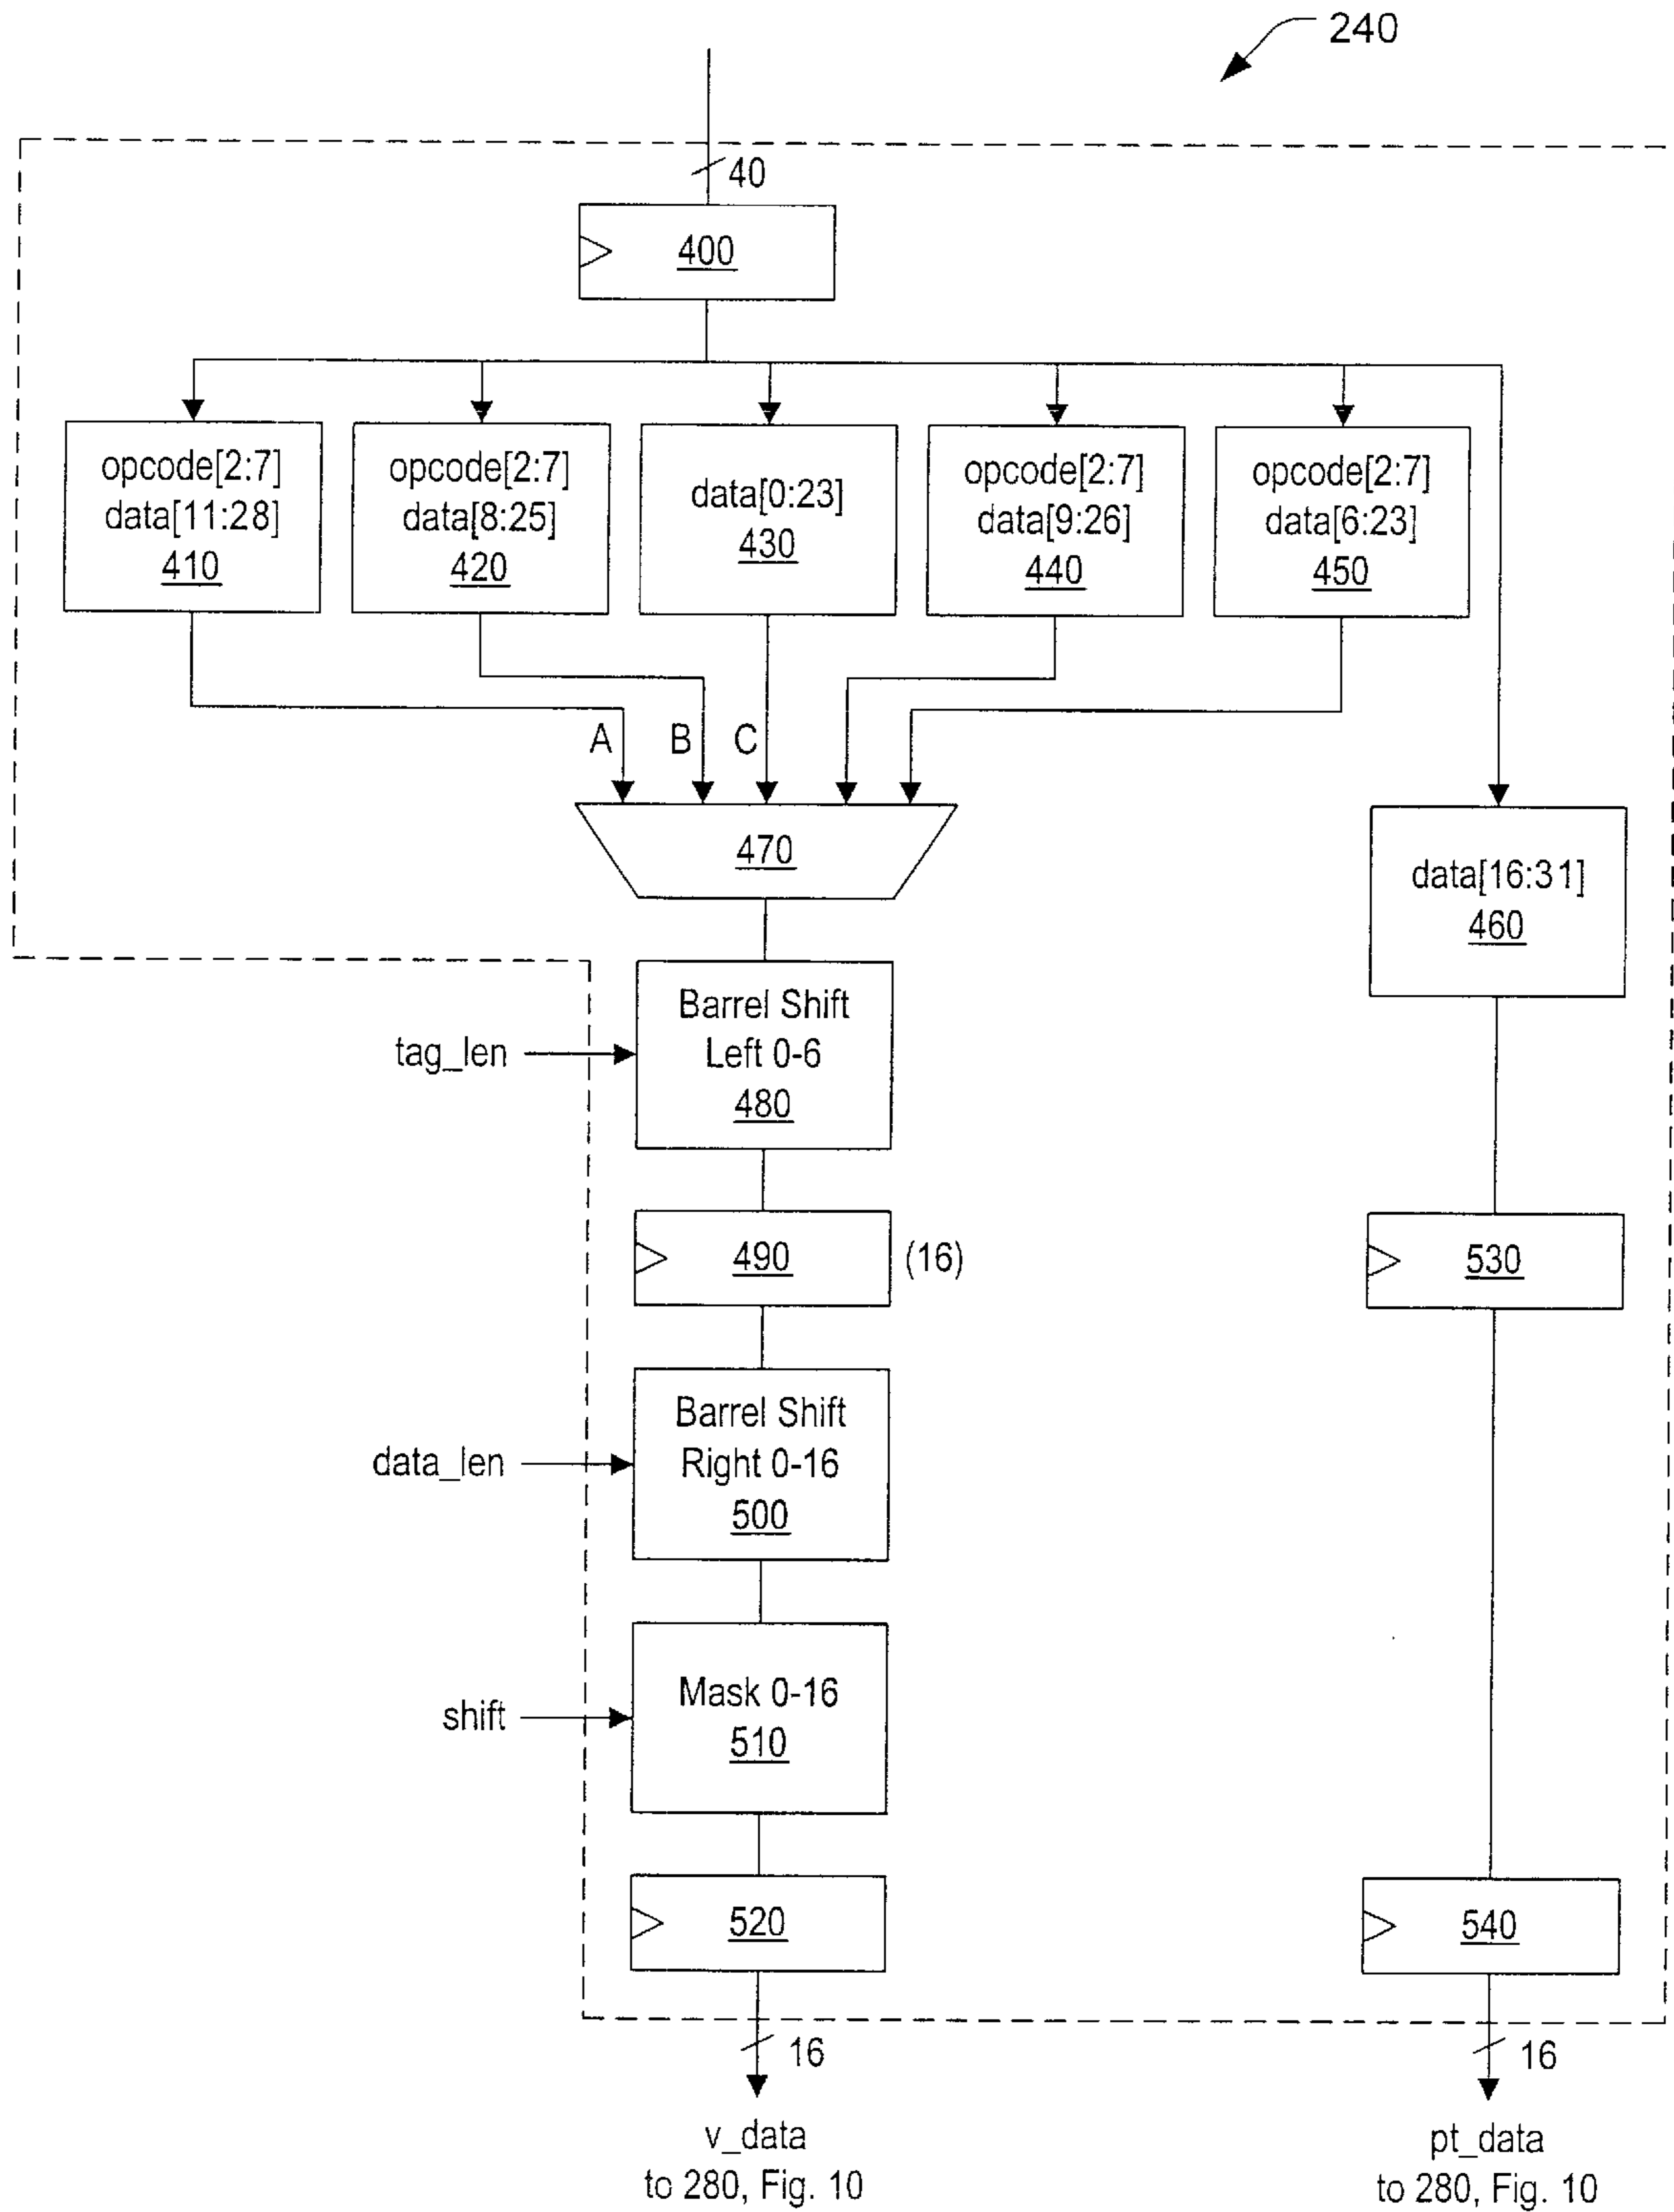 240
40
400
opcode[2:7]
data[11:28]
410
opcode[2:7]
data[8:25]
420
data[0:23]
430
opcode[2:7]
data[9:26]
440
opcode[2:7]
data[6:23]
450
A
B
C
470
data[16:31]
460
Barrel Shift
Left 0-6
480
tag_len
490
(16)
530
Barrel Shift
Right 0-16
500
data_len
Mask 0-16
510
shift
520
540
16
16
v_data
to 280, Fig. 10
pt_data
to 280, Fig. 10